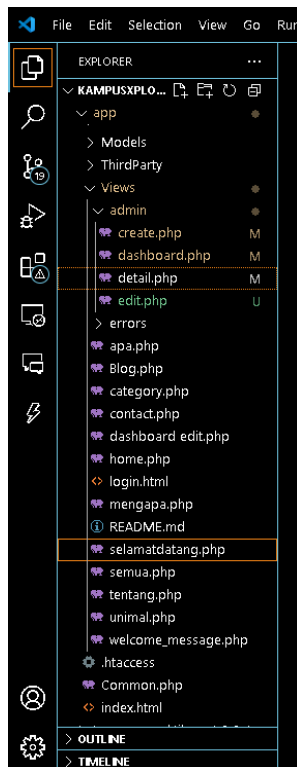 File Edit Selection View Go Run
EXPLORER ...
KAMPUSXPLO...
app
Models
ThirdParty
Views
admin
create.php M
dashboard.php M
detail.php M
edit.php U
errors
apa.php
Blog.php
category.php
contact.php
dashboard edit.php
home.php
login.html
mengapa.php
README.md
selamatdatang.php
semua.php
tentang.php
unimal.php
welcome_message.php
.htaccess
Common.php
index.html
OUTLINE
TIMELINE
19